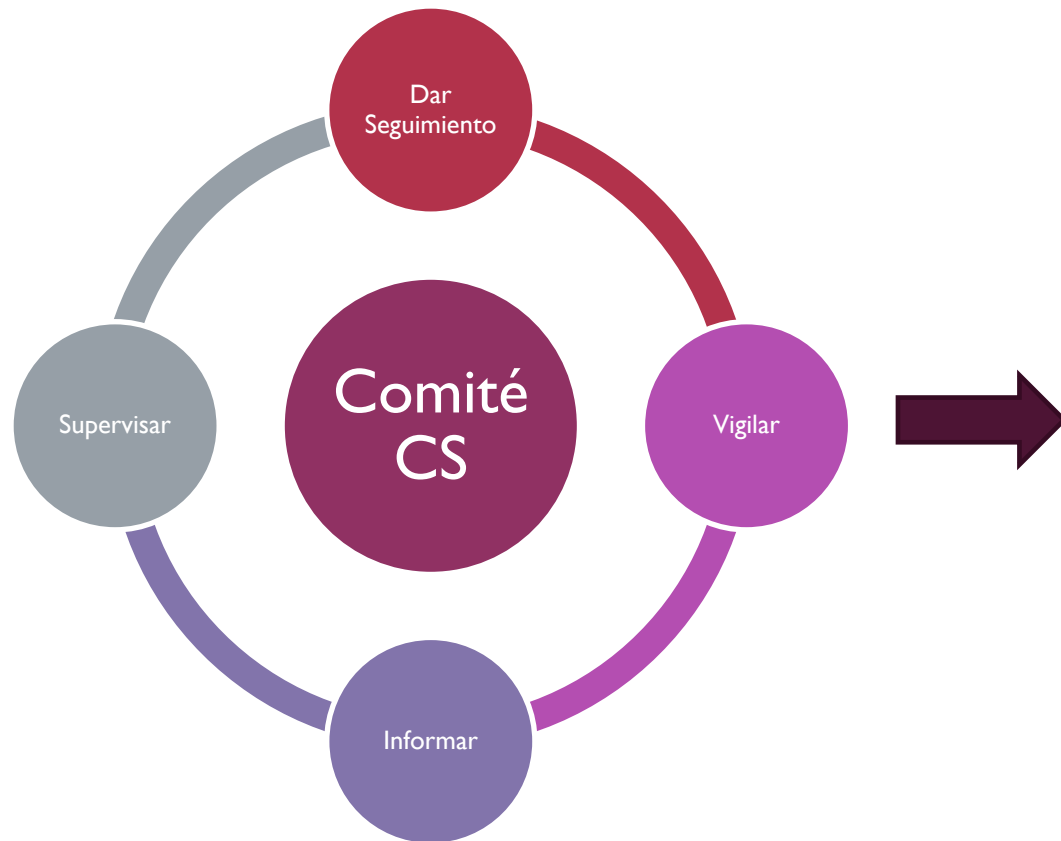 Dar
Seguimiento
Supervisar
Comité
CS
Vigilar
Informar